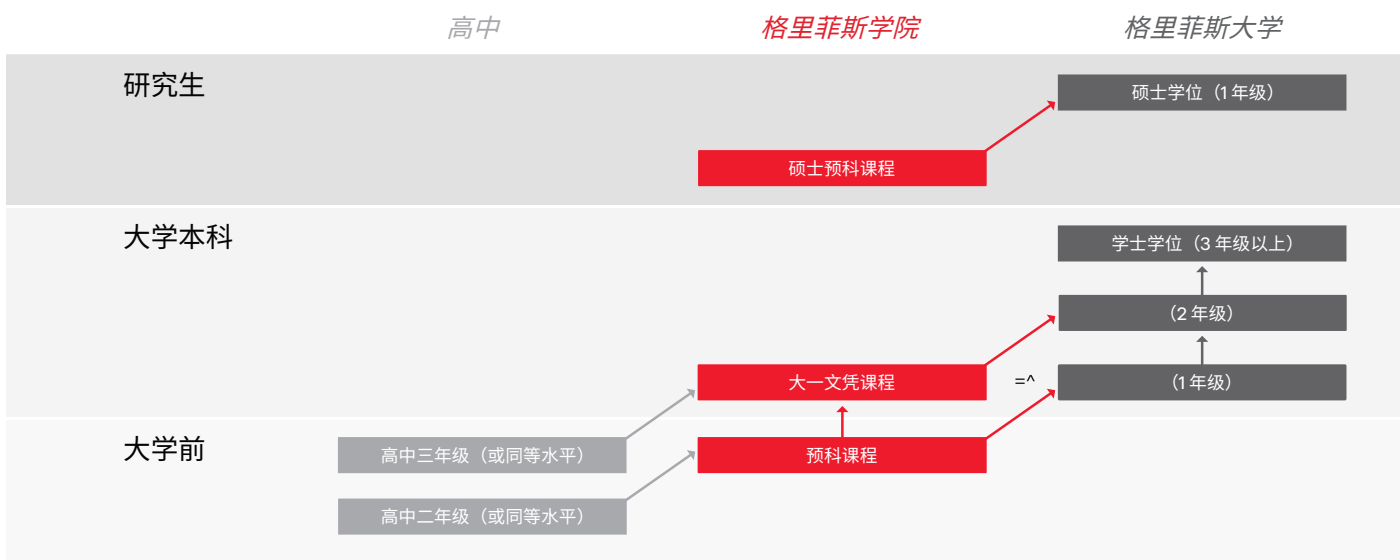 高中
格里菲斯学院
格里菲斯大学
研究生
硕士学位（1 年级）
硕士预科课程
大学本科
学士学位（3 年级以上）
（2 年级）
大一文凭课程
=^
（1 年级）
大学前
高中三年级（或同等水平）
预科课程
高中二年级（或同等水平）